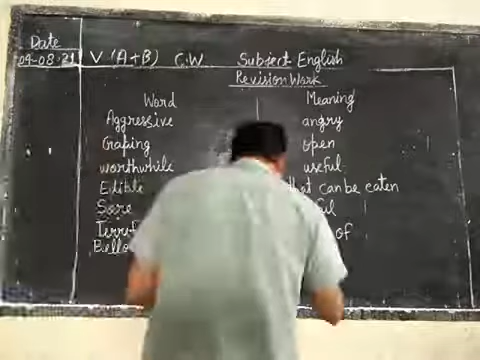 Date
09-08-21 V (A+B) C.W Subject- English
Revision Work
Word Meaning
Aggressive angry
Gaping open
worthwhile useful
Edible that can be eaten
Sore
of